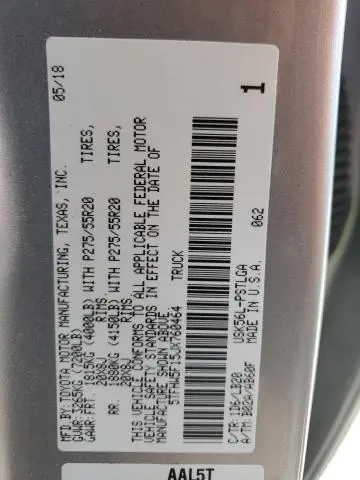 MFD. BY: TOYOTA MOTOR MANUFACTURING, TEXAS, INC. 05/18
GVWR: 3265KG (7200LB)
GAWR: FRT. 1815KG (4000LB) WITH P275/55R20 TIRES,
20X8J RIMS.
RR. 1880KG (4150LB) WITH P275/55R20 TIRES,
20X8J RIMS.
THIS VEHICLE CONFORMS TO ALL APPLICABLE FEDERAL MOTOR
VEHICLE SAFETY STANDARDS IN EFFECT ON THE DATE OF
MANUFACTURE SHOWN ABOVE.
5TFHW5F15JX760464 TRUCK
1
062
C/TR: 1D6/LB20 USK56L-PSTLGA
A/TM: B02A/AB60F MADE IN U.S.A.
AAL5T